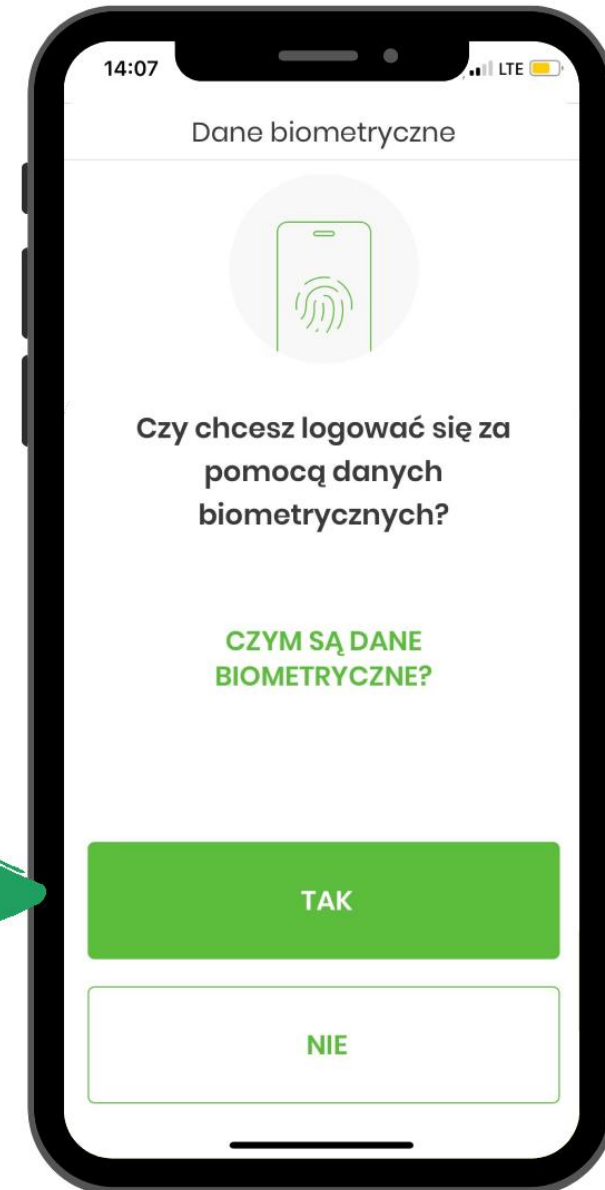 14:07 LTE
Dane biometryczne
Czy chcesz logować się za
pomocą danych
biometrycznych?
CZYM SĄ DANE
BIOMETRYCZNE?
TAK
NIE